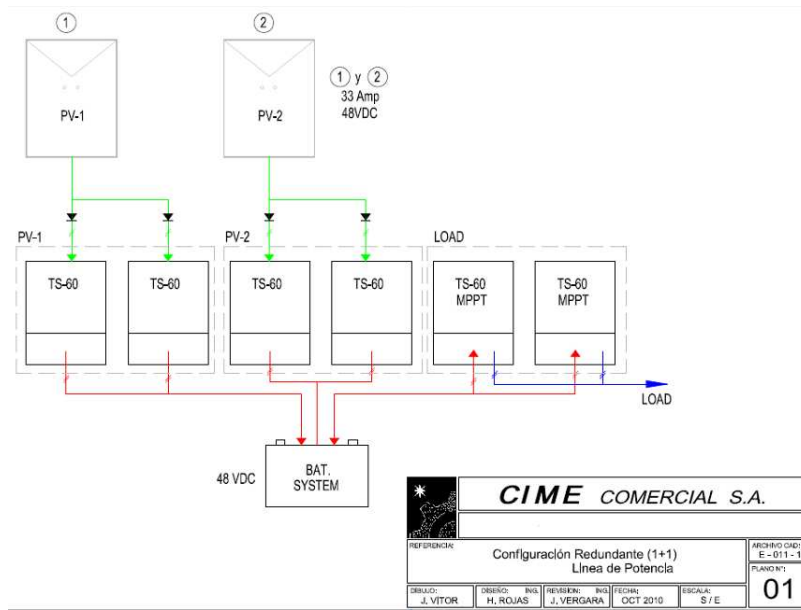 1
2
1 y 2
33 Amp
48VDC
PV-1
PV-2
PV-1
PV-2
LOAD
TS-60
TS-60
TS-60
TS-60
TS-60
MPPT
TS-60
MPPT
LOAD
48 VDC
BAT.
SYSTEM
CIME COMERCIAL S.A.
REFERENCIA:
Configuración Redundante (1+1)
Linea de Potencia
ARCHIVO CAD:
E - 011 - 1
PLANO Nº:
01
DIBUJO:
J. VITOR
DISEÑO: ING.
H. ROJAS
REVISION: ING.
J. VERGARA
FECHA:
OCT 2010
ESCALA:
S / E